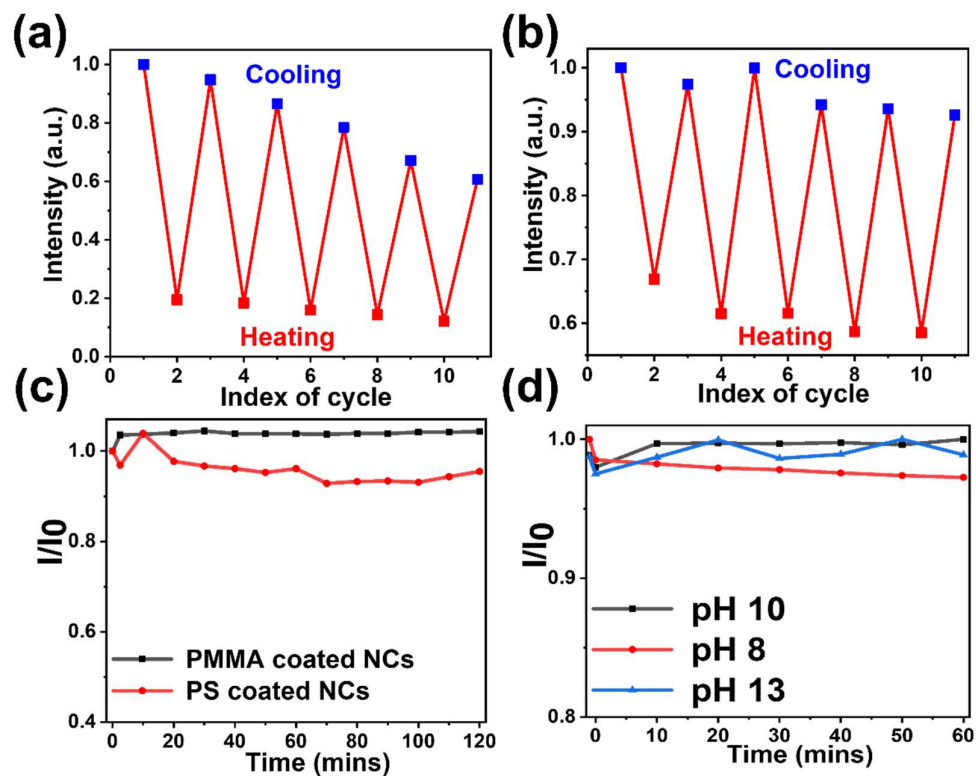 (a)
Intensity (a.u.)
1.0
0.8
0.6
0.4
0.2
0.0
Cooling
Heating
0 2 4 6 8 10
Index of cycle
(b)
Intensity (a.u.)
1.0
0.9
0.8
0.7
0.6
Cooling
Heating
0 2 4 6 8 10
Index of cycle
(c)
I/I0
1.0
0.8
0.6
0.4
PMMA coated NCs
PS coated NCs
0 20 40 60 80 100 120
Time (mins)
(d)
I/I0
1.0
0.9
0.8
pH 10
pH 8
pH 13
0 10 20 30 40 50 60
Time (mins)